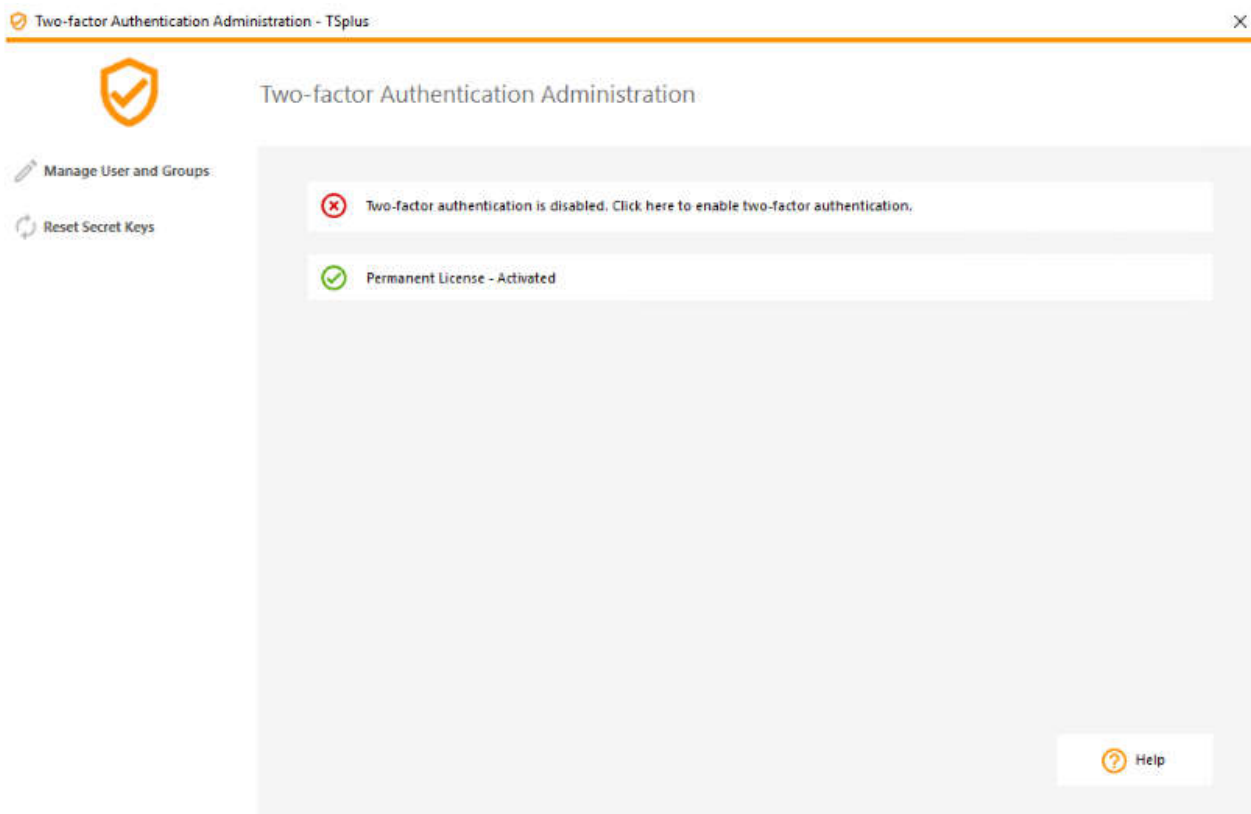 Two-factor Authentication Administration - TSplus
Two-factor Authentication Administration
Manage User and Groups
Reset Secret Keys
Two-factor authentication is disabled. Click here to enable two-factor authentication.
Permanent License - Activated
Help